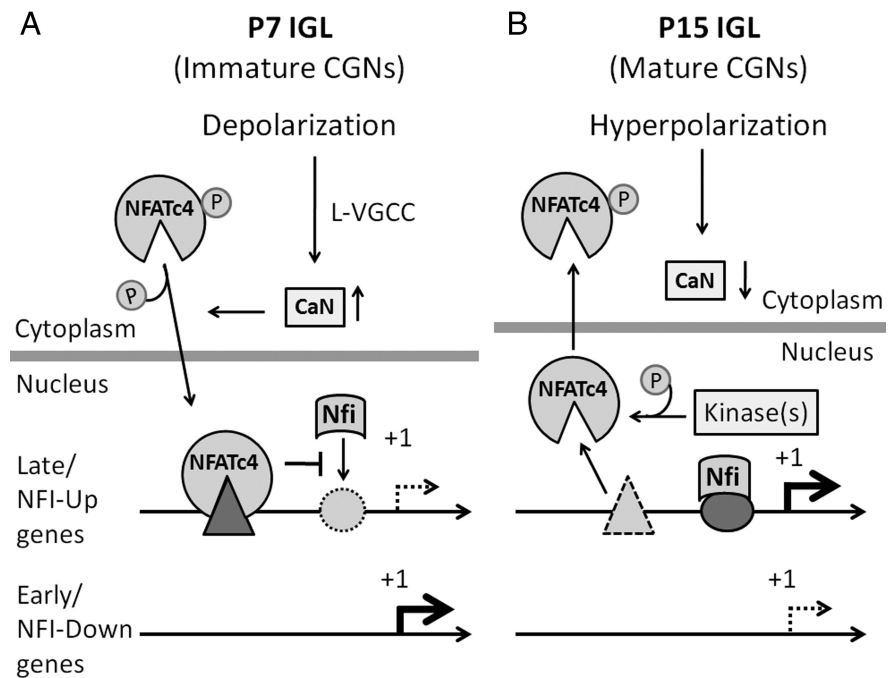 A
P7 IGL
(Immature CGNs)
Depolarization
NFATc4
P
L-VGCC
P
CaN
Cytoplasm
Nucleus
Nfi
+1
NFATc4
Late/
NFI-Up
genes
+1
Early/
NFI-Down
genes
B
P15 IGL
(Mature CGNs)
Hyperpolarization
NFATc4
P
CaN
Cytoplasm
Nucleus
NFATc4
P
Kinase(s)
+1
Nfi
+1